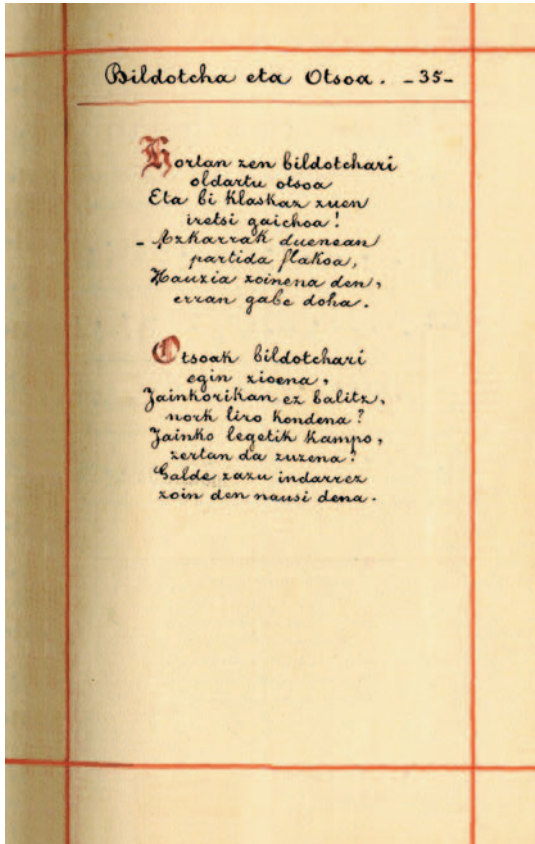 Bildotcha eta Otsoa. -35-
Hortan zen bildotchari
oldartu otsoa
Eta bi klaskaz zuen
iretsi gaichoa!
- Azkarrak duenean
partida flakoa,
Hauzia zoinena den,
erran gabe doha.
Otsoak bildotchari
egin zioena,
Jainkorikan ez balitz,
nork liro kondena?
Jainko legetik kampo,
zertan da zuzena?
Galde zazu indarrez
zoin den nausi dena.